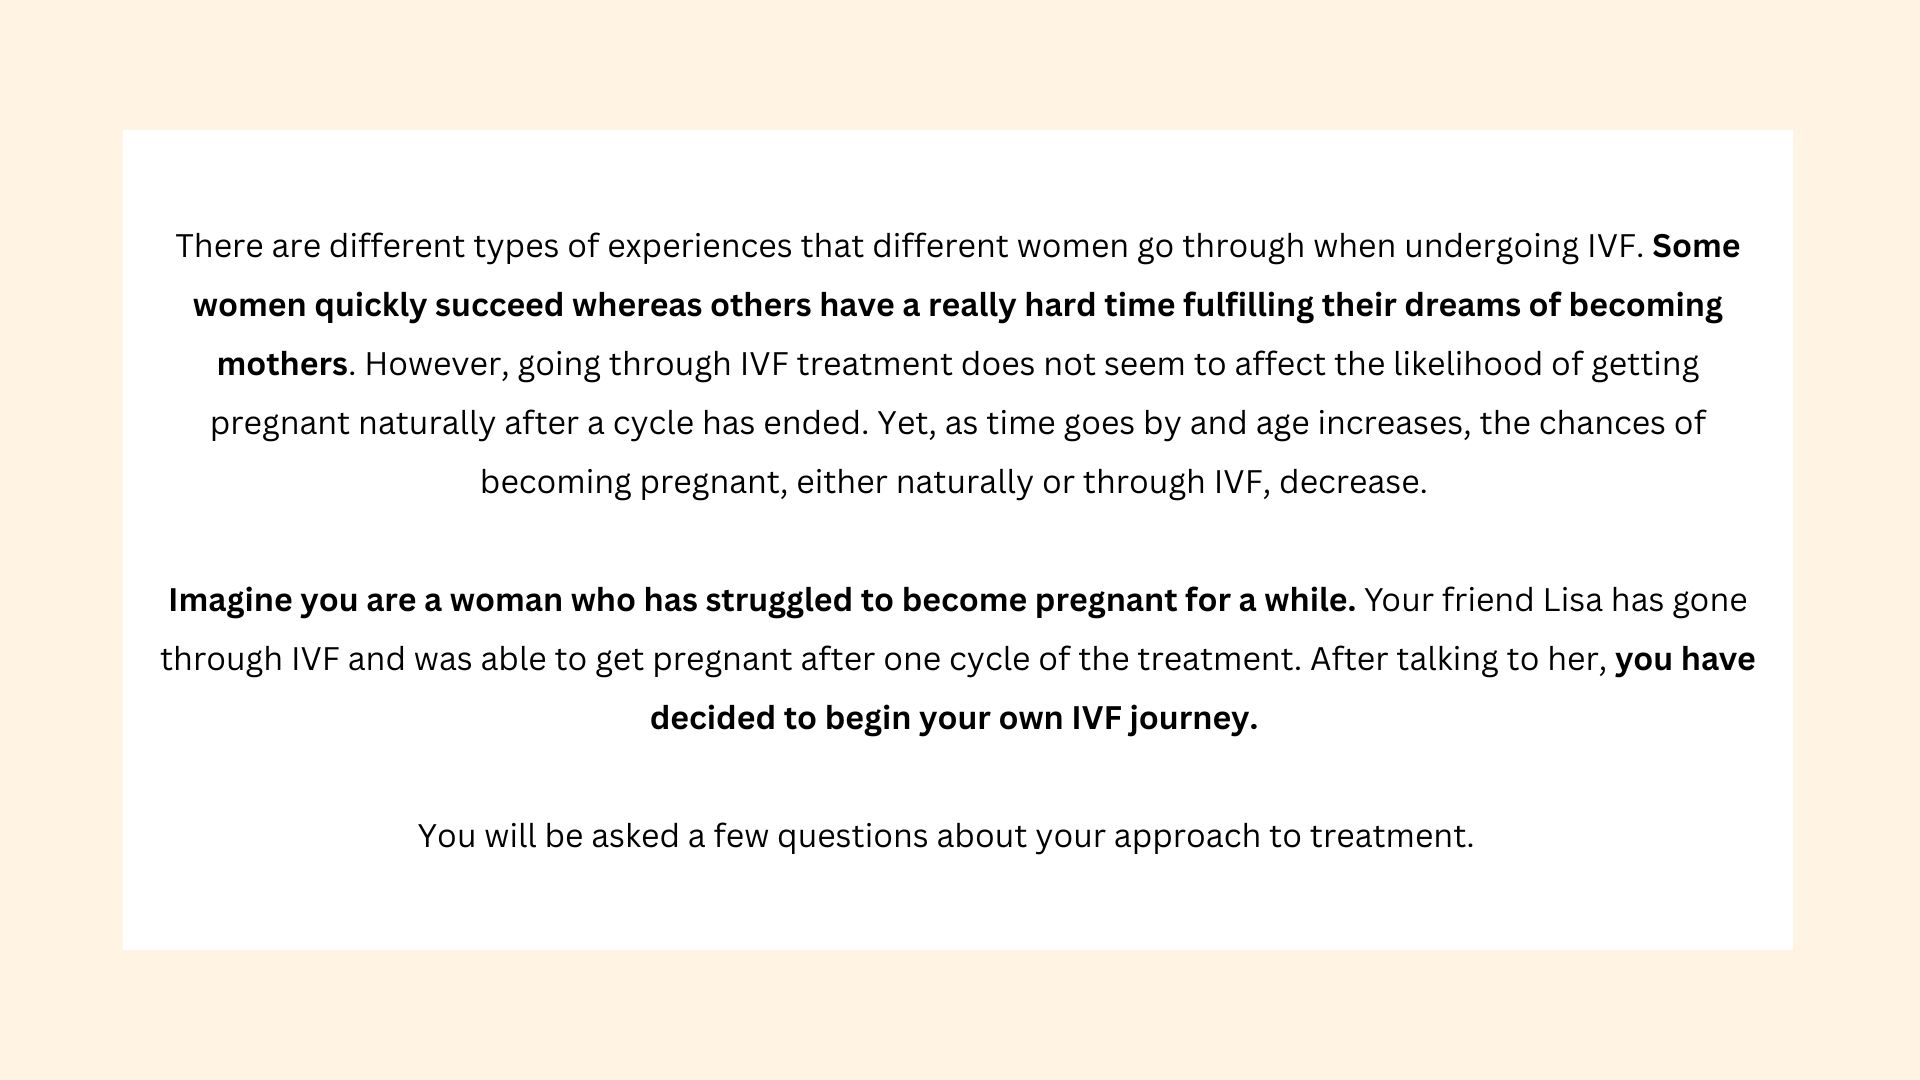 There are different types of experiences that different women go through when undergoing IVF. Some
women quickly succeed whereas others have a really hard time fulfilling their dreams of becoming
mothers. However, going through IVF treatment does not seem to affect the likelihood of getting
pregnant naturally after a cycle has ended. Yet, as time goes by and age increases, the chances of
becoming pregnant, either naturally or through IVF, decrease.
Imagine you are a woman who has struggled to become pregnant for a while. Your friend Lisa has gone
through IVF and was able to get pregnant after one cycle of the treatment. After talking to her, you have
decided to begin your own IVF journey.
You will be asked a few questions about your approach to treatment.